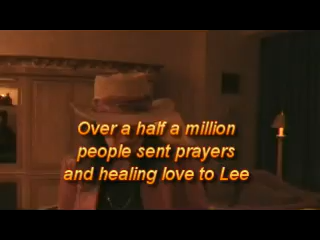 Over a half a million
people sent prayers
and healing love to Lee